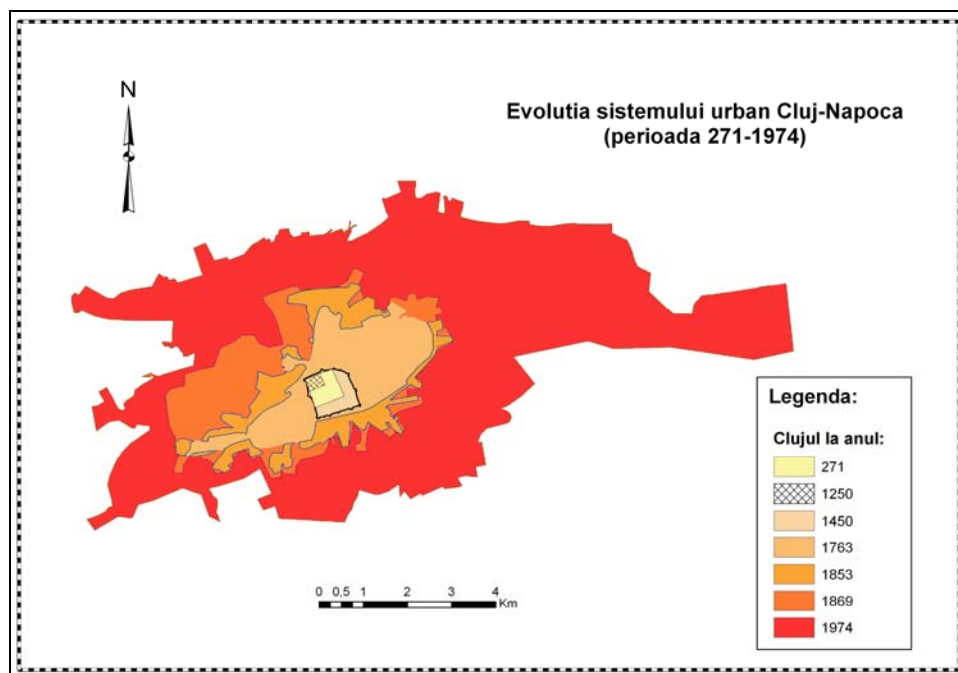 N
Evolutia sistemului urban Cluj-Napoca
(perioada 271-1974)
Legenda:
Clujul la anul:
271
1250
1450
1763
1853
1869
1974
0 0,5 1 2 3 4
Km